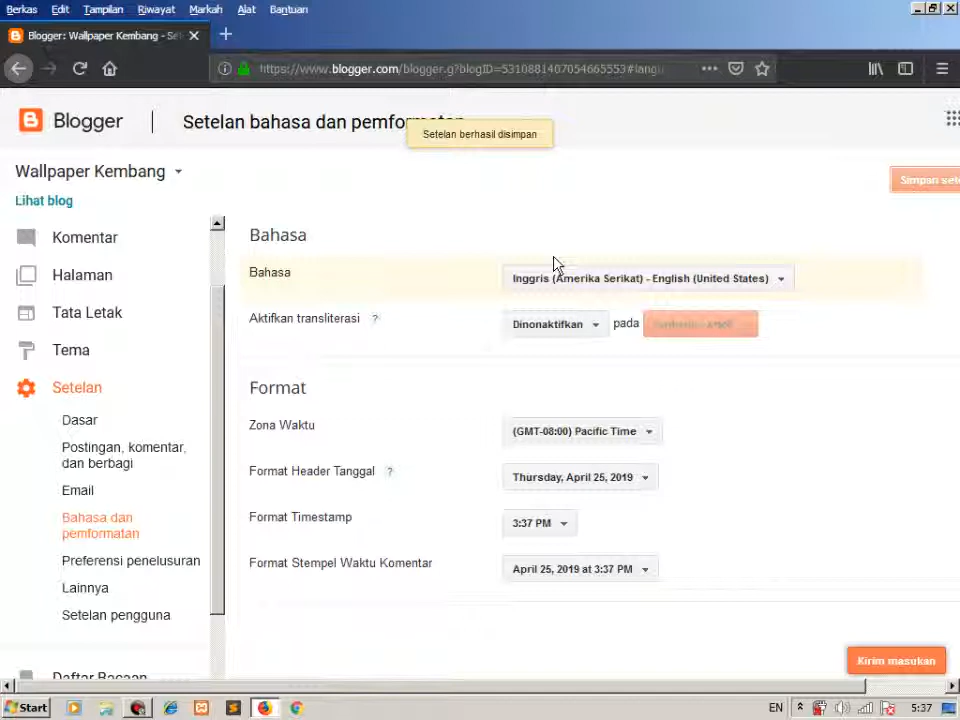 Berkas Edit Tampilan Riwayat Markah Alat Bantuan
Blogger: Wallpaper Kembang - Set
https://www.blogger.com/blogger.g?blogID=5310881407054665553#langu
Blogger
Setelan bahasa dan pemformatan
Setelan berhasil disimpan
Wallpaper Kembang
Simpan sete
Lihat blog
Komentar
Halaman
Tata Letak
Tema
Setelan
Dasar
Postingan, komentar,
dan berbagi
Email
Bahasa dan
pemformatan
Preferensi penelusuran
Lainnya
Setelan pengguna
Daftar Bacaan
Bahasa
Bahasa
Inggris (Amerika Serikat) - English (United States)
Aktifkan transliterasi ?
Dinonaktifkan
pada
Format
Zona Waktu
(GMT-08:00) Pacific Time
Format Header Tanggal ?
Thursday, April 25, 2019
Format Timestamp
3:37 PM
Format Stempel Waktu Komentar
April 25, 2019 at 3:37 PM
Kirim masukan
Start
EN
5:37